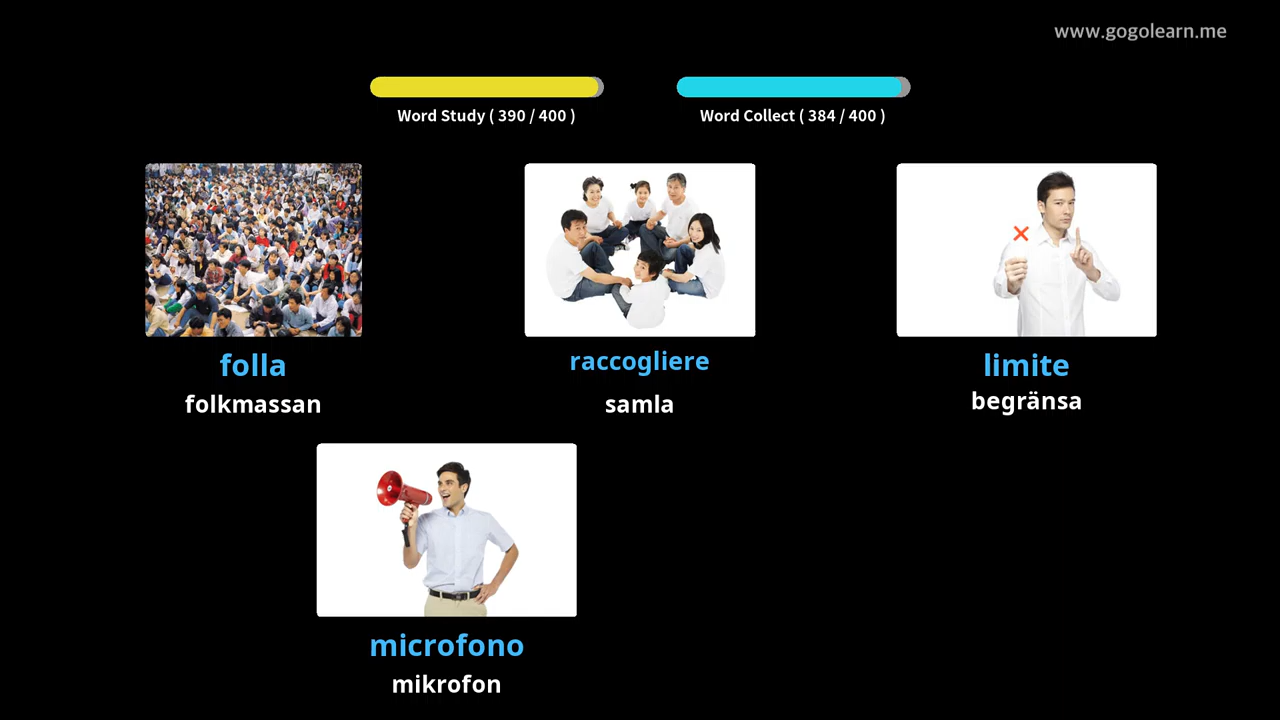 www.gogolearn.me
Word Study ( 390 / 400 )
Word Collect ( 384 / 400 )
folla
folkmassan
raccogliere
samla
limite
begränsa
microfono
mikrofon